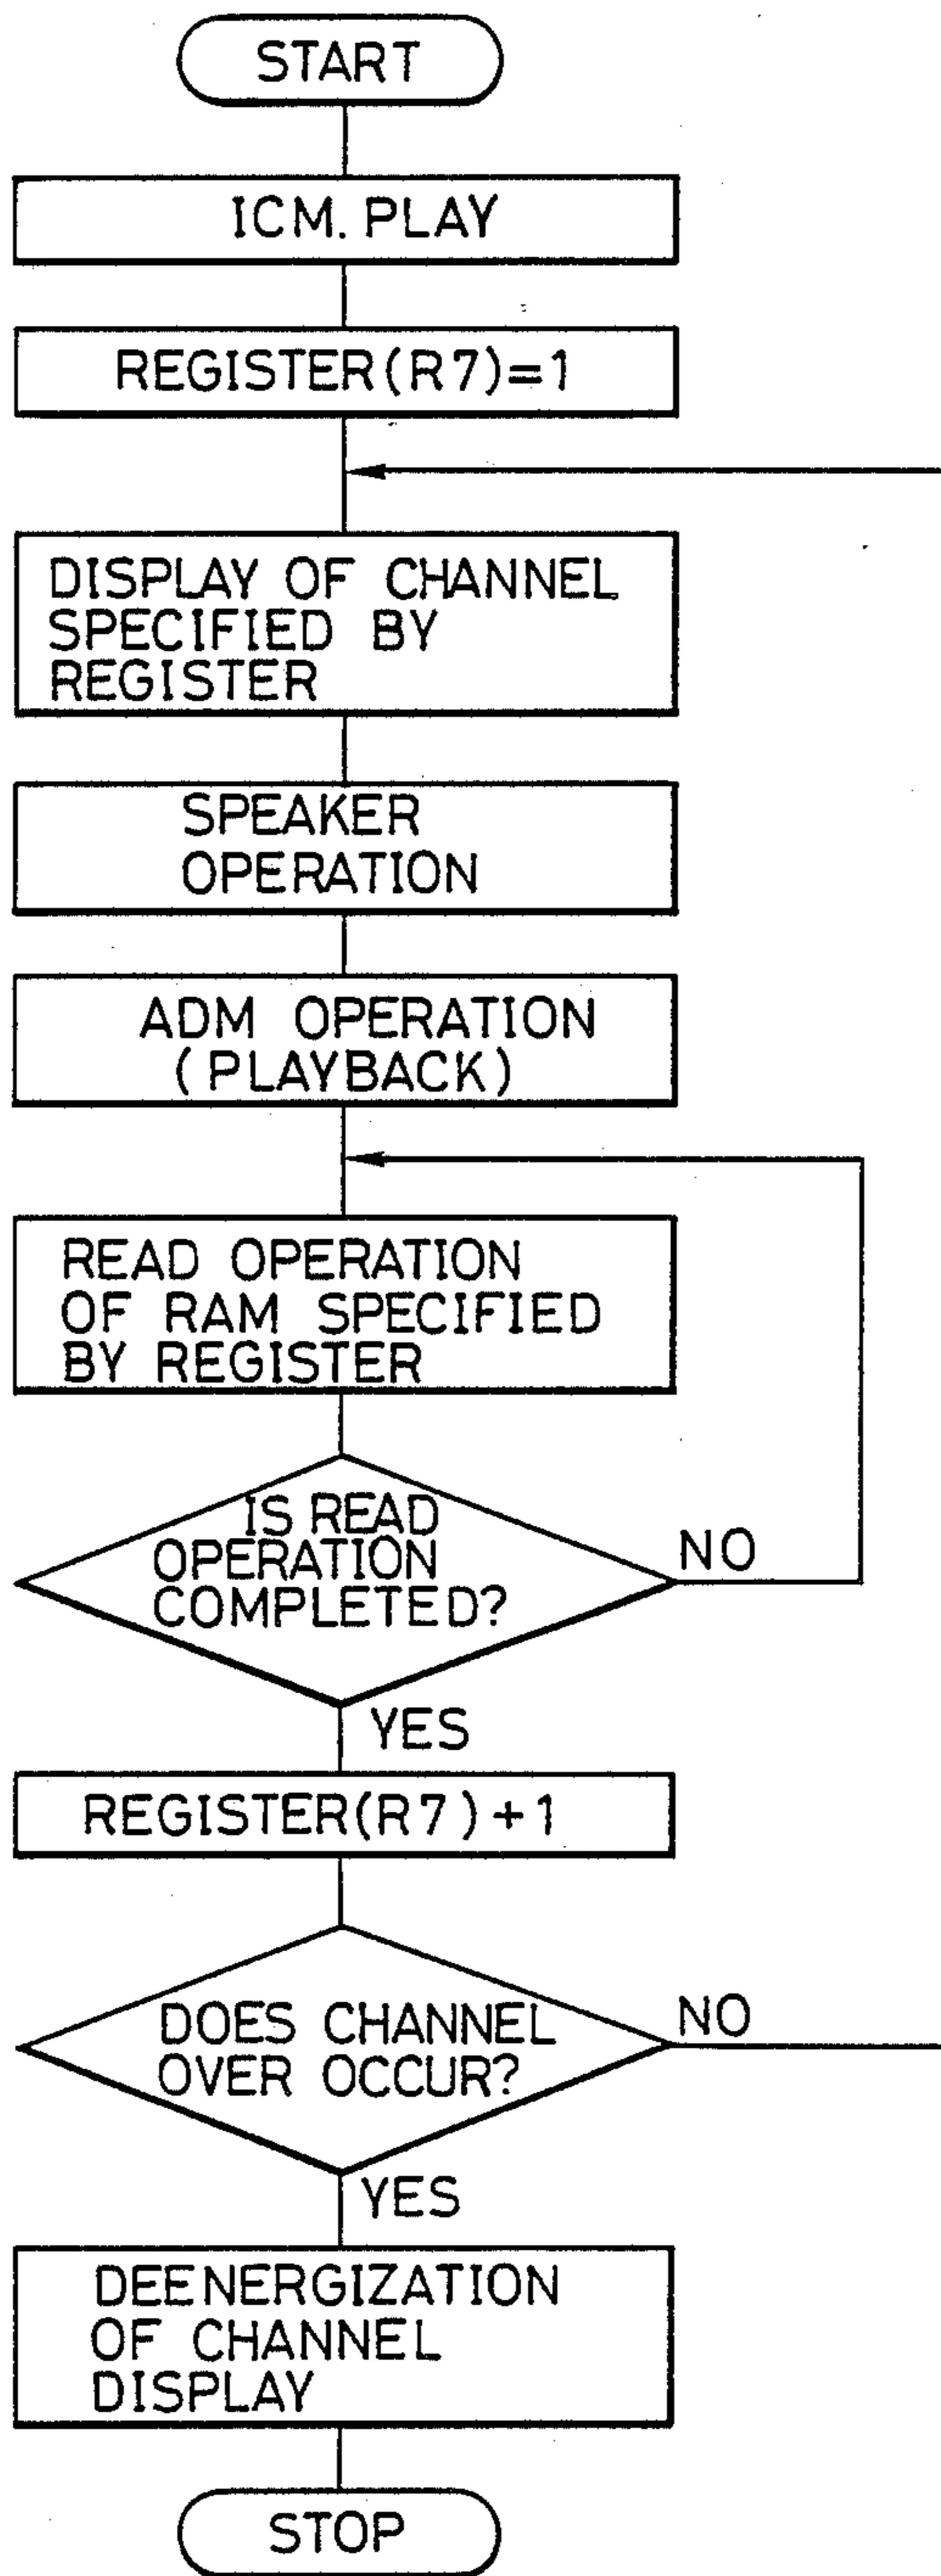 START
ICM. PLAY
REGISTER(R7)=1
DISPLAY OF CHANNEL
SPECIFIED BY
REGISTER
SPEAKER
OPERATION
ADM OPERATION
(PLAYBACK)
READ OPERATION
OF RAM SPECIFIED
BY REGISTER
IS READ
OPERATION
COMPLETED?
NO
YES
REGISTER(R7)+1
DOES CHANNEL
OVER OCCUR?
NO
YES
DEENERGIZATION
OF CHANNEL
DISPLAY
STOP